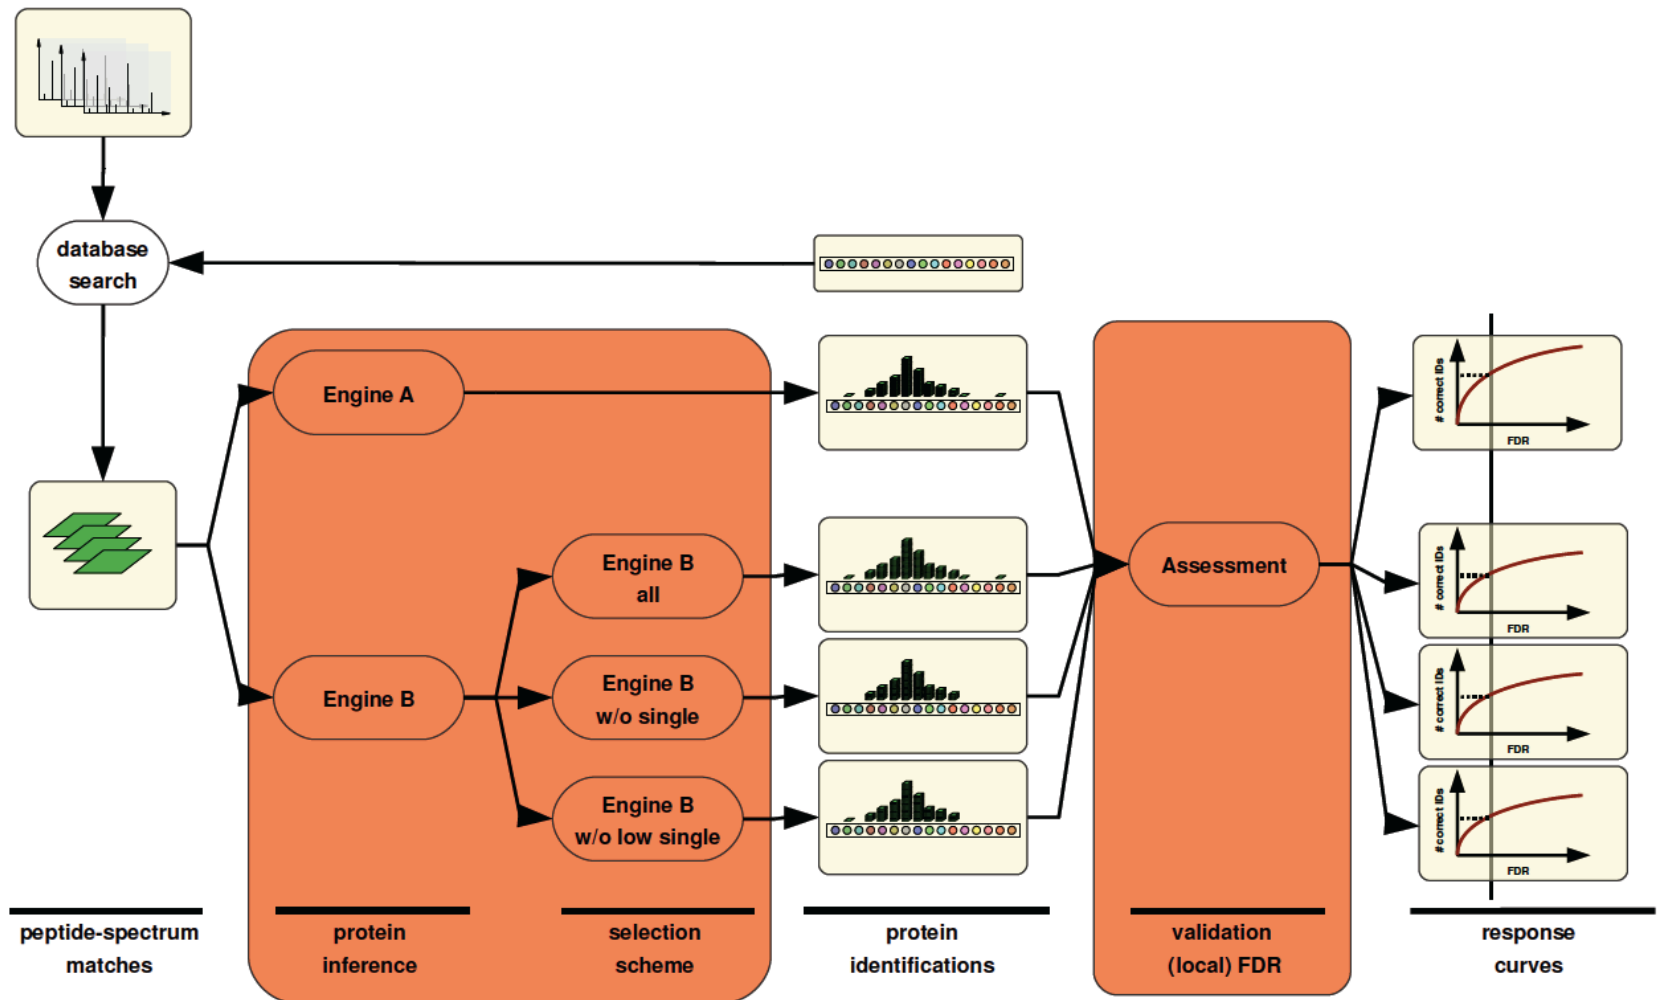 database
search
Engine A
# correct IDs
FDR
Engine B
all
# correct IDs
FDR
Assessment
Engine B
Engine B
w/o single
# correct IDs
FDR
Engine B
w/o low single
# correct IDs
FDR
peptide-spectrum
matches
protein
inference
selection
scheme
protein
identifications
validation
(local) FDR
response
curves